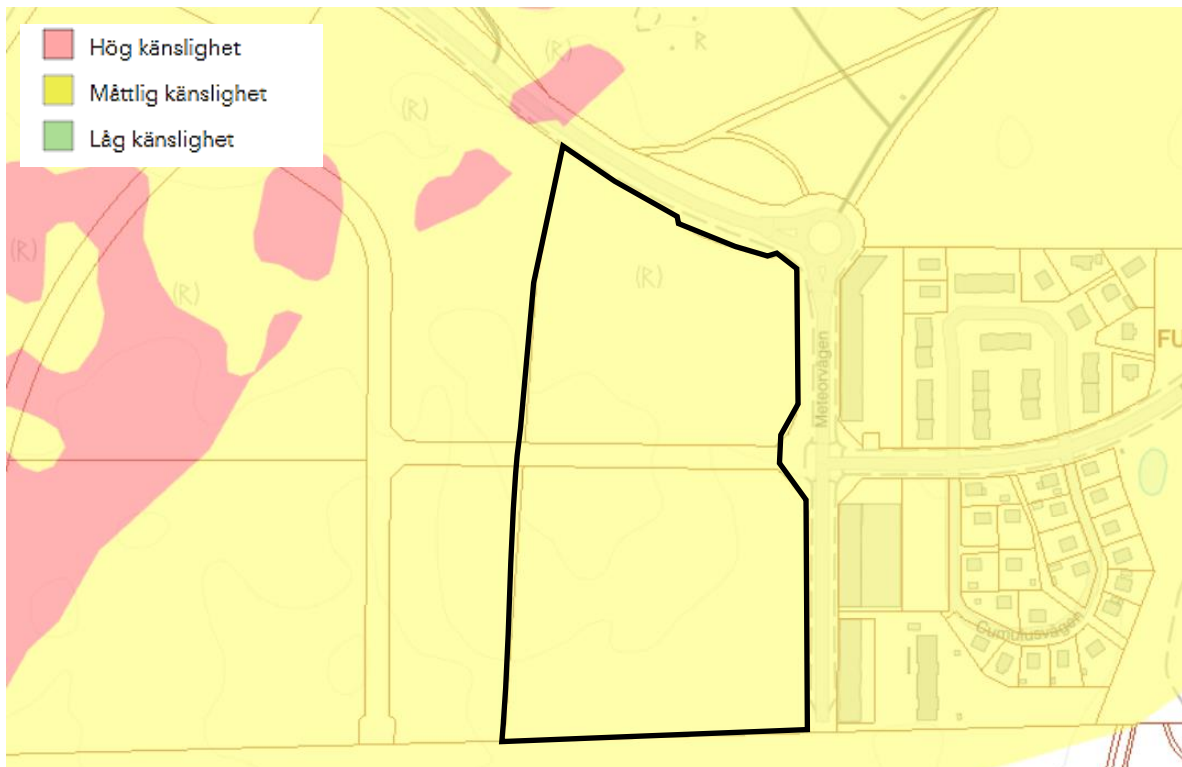 Hög känslighet
Måttlig känslighet
Låg känslighet
(R)
R
(R)
(R)
(R)
(R)
Meteorvägen
FU
Cumulusvägen